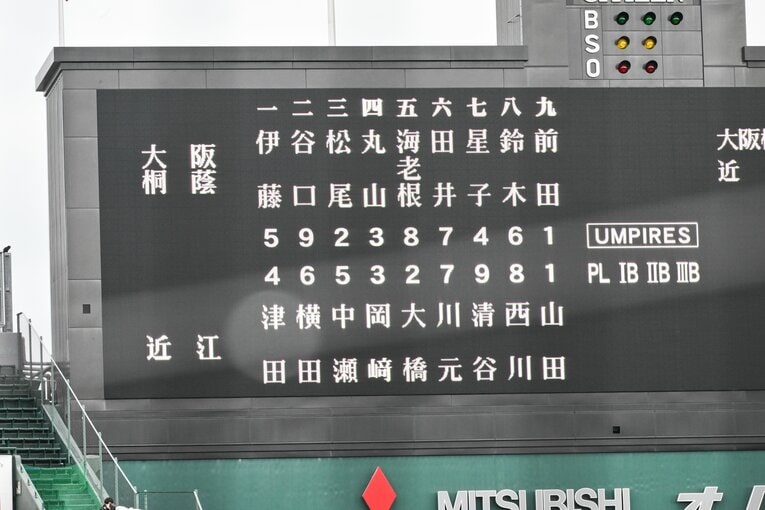 B
S
O
一 二 三 四 五 六 七 八 九
大阪桐蔭
伊藤 谷口 松尾 丸山 海老根 田井 星子 鈴木 前田
5 9 2 3 8 7 4 6 1
4 6 5 3 2 7 9 8 1
近江
津田 横田 中瀬 岡﨑 大橋 川元 清谷 西川 山田
大阪桐
近
UMPIRES
PL IB IIB IIIB
MITSUBISHI